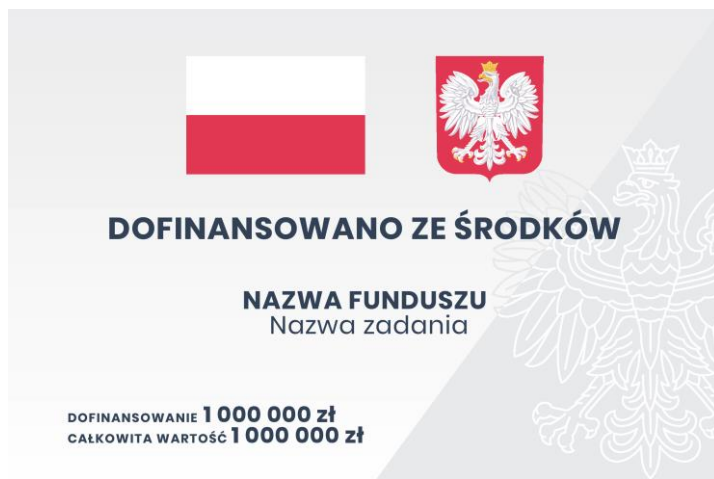 DOFINANSOWANO ZE ŚRODKÓW
NAZWA FUNDUSZU
Nazwa zadania
DOFINANSOWANIE 1 000 000 zł
CAŁKOWITA WARTOŚĆ 1 000 000 zł